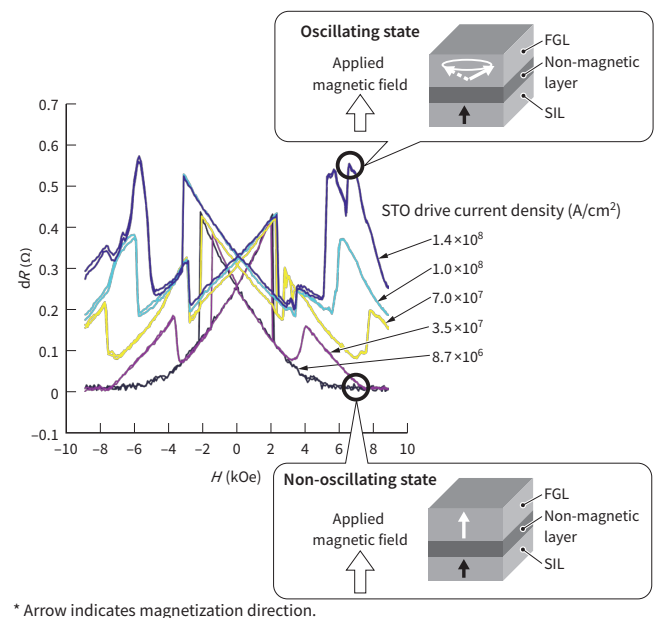 Oscillating state
Applied
magnetic field
FGL
Non-magnetic
layer
SIL
0.7
0.6
0.5
0.4
0.3
0.2
0.1
0
–0.1
dR (Ω)
–10 –8 –6 –4 –2 0 2 4 6 8 10
H (kOe)
STO drive current density (A/cm²)
1.4×10⁸
1.0×10⁸
7.0×10⁷
3.5×10⁷
8.7×10⁶
Non-oscillating state
Applied
magnetic field
FGL
Non-magnetic
layer
SIL
* Arrow indicates magnetization direction.